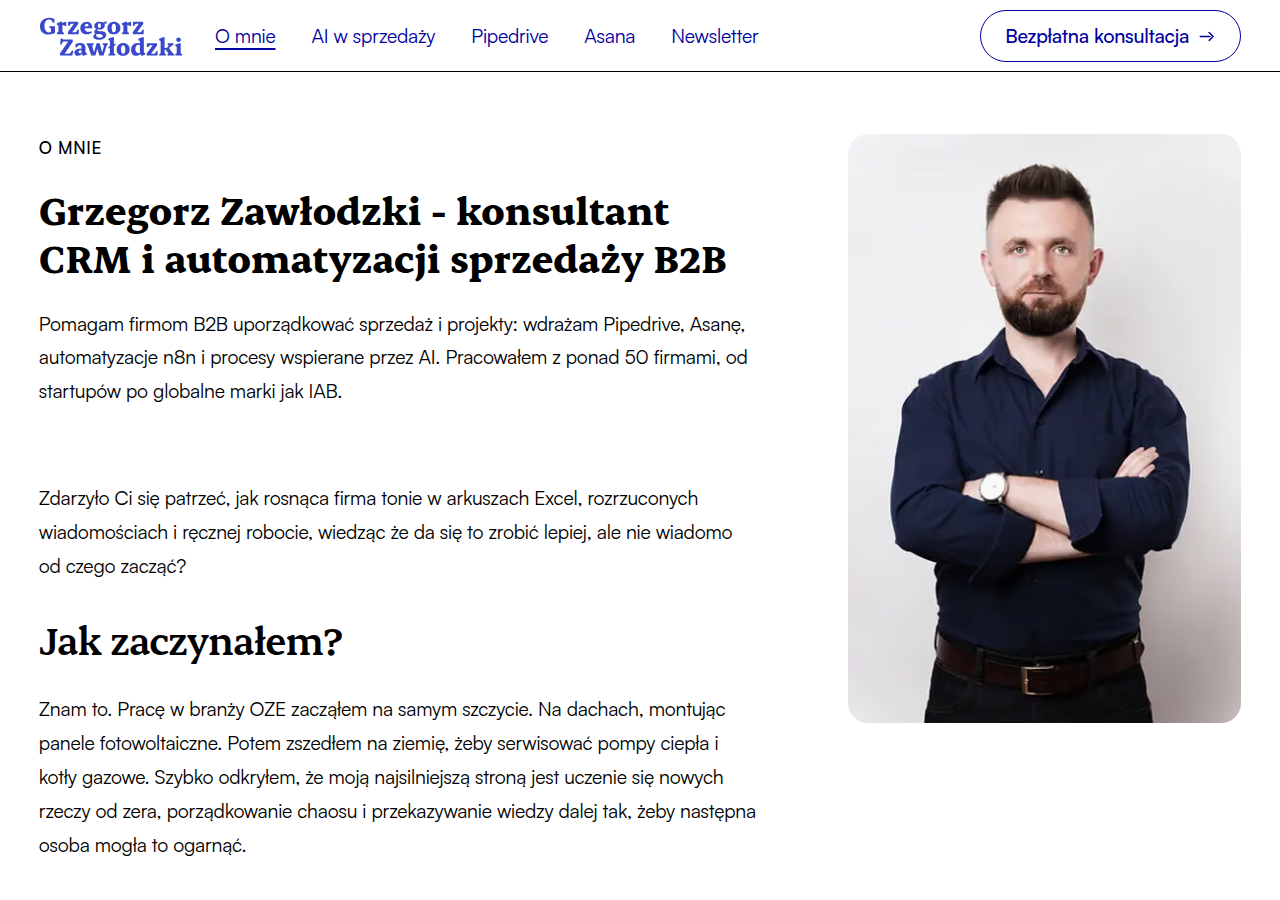 Grzegorz
Zawłodzki
O mnie
AI w sprzedaży
Pipedrive
Asana
Newsletter
Bezpłatna konsultacja →
O MNIE
Grzegorz Zawłodzki - konsultant
CRM i automatyzacji sprzedaży B2B
Pomagam firmom B2B uporządkować sprzedaż i projekty: wdrażam Pipedrive, Asanę,
automatyzacje n8n i procesy wspierane przez AI. Pracowałem z ponad 50 firmami, od
startupów po globalne marki jak IAB.
Zdarzyło Ci się patrzeć, jak rosnąca firma tonie w arkuszach Excel, rozrzuconych
wiadomościach i ręcznej robocie, wiedząc że da się to zrobić lepiej, ale nie wiadomo
od czego zacząć?
Jak zaczynałem?
Znam to. Pracę w branży OZE zacząłem na samym szczycie. Na dachach, montując
panele fotowoltaiczne. Potem zszedłem na ziemię, żeby serwisować pompy ciepła i
kotły gazowe. Szybko odkryłem, że moją najsilniejszą stroną jest uczenie się nowych
rzeczy od zera, porządkowanie chaosu i przekazywanie wiedzy dalej tak, żeby następna
osoba mogła to ogarnąć.